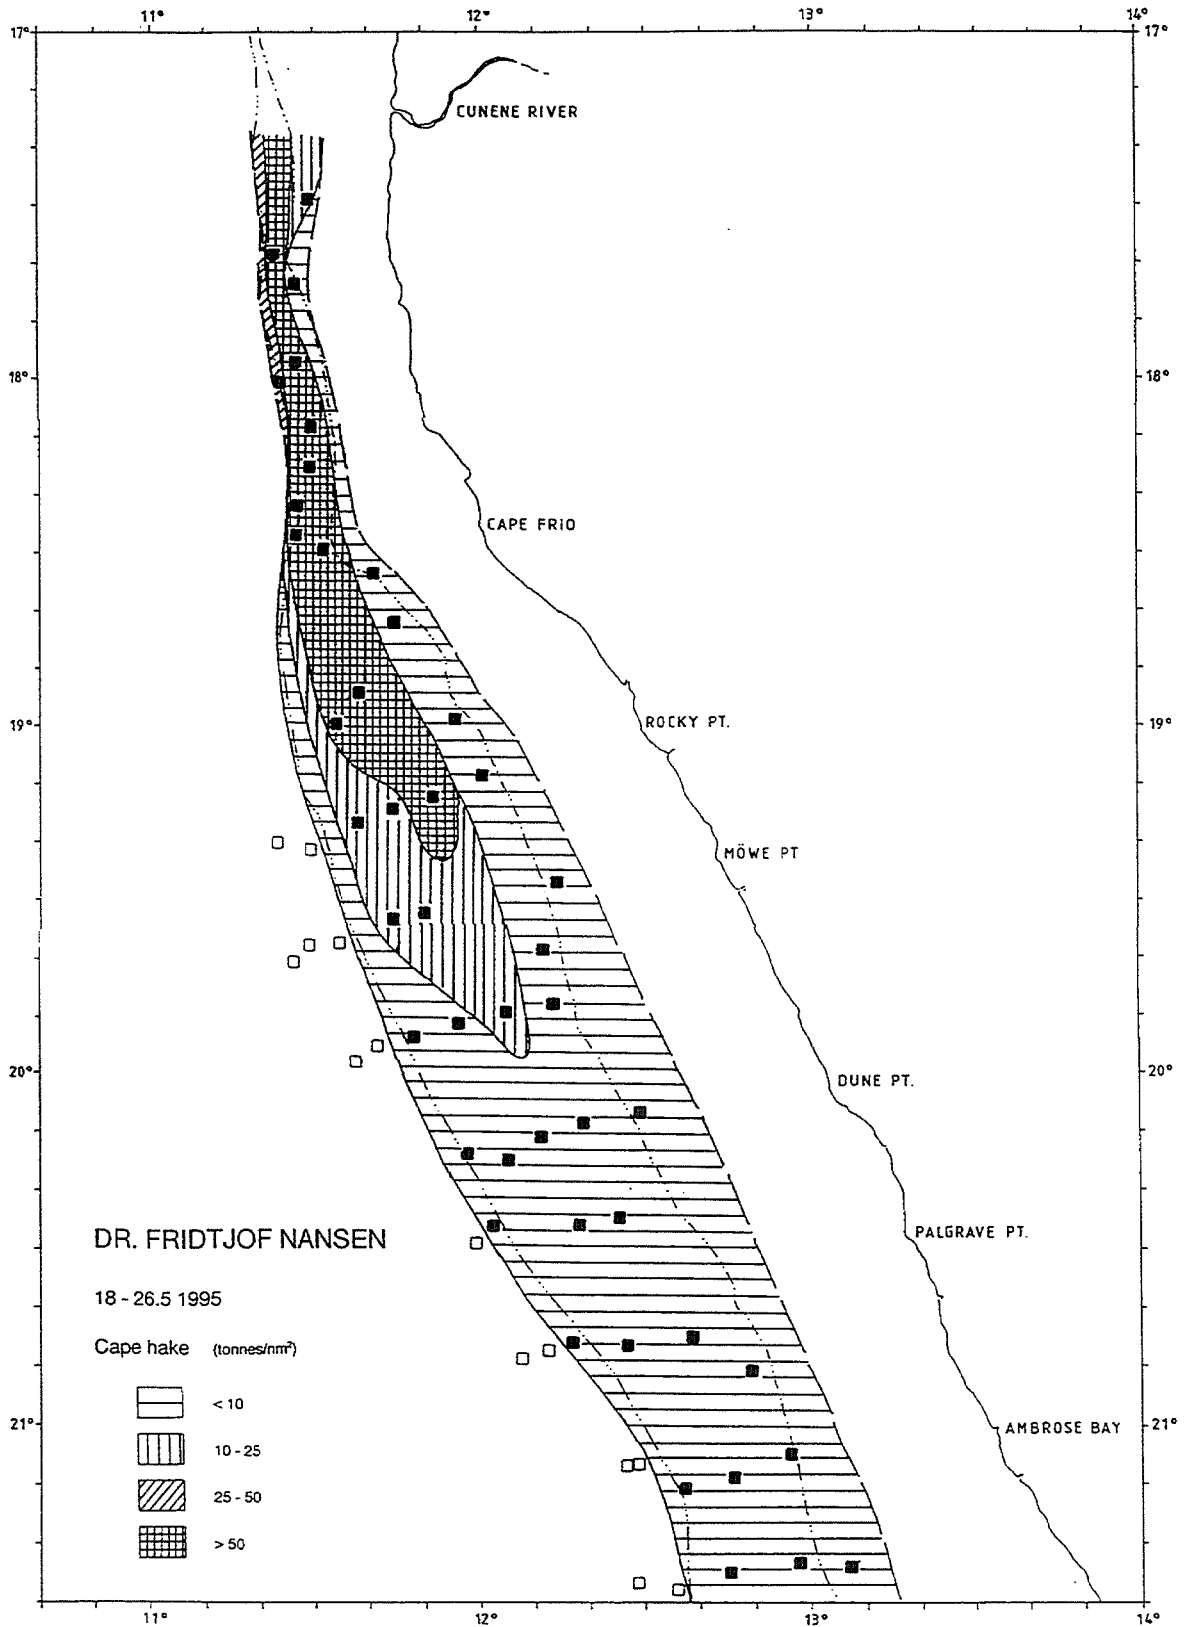 11° 12° 13° 14°
17° 17°
CUNENE RIVER
18° 18°
CAPE FRIO
19° ROCKY PT. 19°
MÖWE PT
20° 20°
DUNE PT.
PALGRAVE PT.
DR. FRIDTJOF NANSEN
18 - 26.5 1995
Cape hake (tonnes/nm²)
< 10
21° AMBROSE BAY 21°
10 - 25
25 - 50
> 50
11° 12° 13° 14°